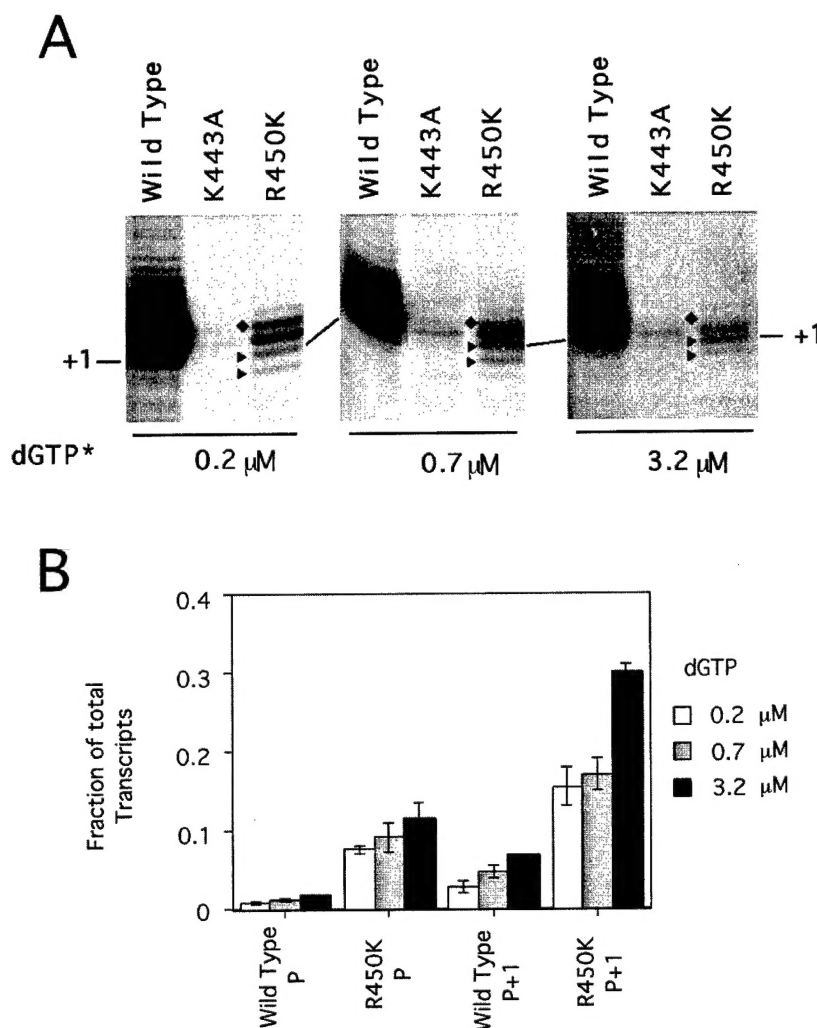 A
Wild Type K443A R450K Wild Type K443A R450K Wild Type K443A R450K
+1 +1
dGTP* 0.2 μM 0.7 μM 3.2 μM
B
Fraction of total
Transcripts
0.4
0.3
0.2
0.1
0
Wild Type
P
R450K
P
Wild Type
P+1
R450K
P+1
dGTP
0.2 μM
0.7 μM
3.2 μM